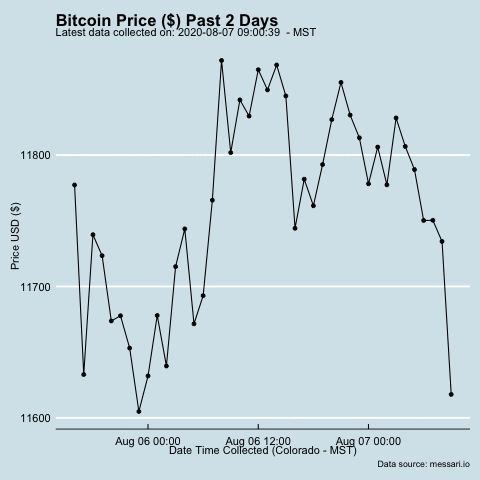 Bitcoin Price ($) Past 2 Days
Latest data collected on: 2020-08-07 09:00:39  - MST
11800
11700
11600
Price USD ($)
Aug 06 00:00 Aug 06 12:00 Aug 07 00:00
Date Time Collected (Colorado - MST)
Data source: messari.io